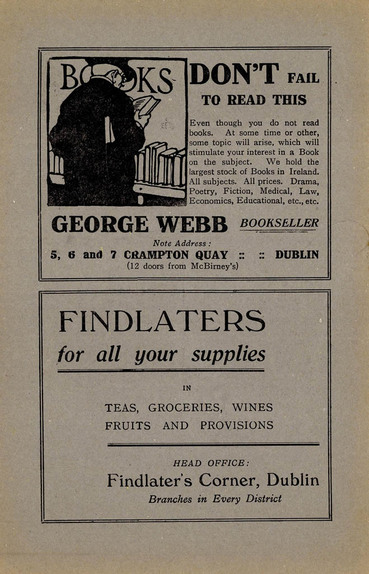 BOOKS
DON'T FAIL
TO READ THIS
Even though you do not read
books. At some time or other,
some topic will arise, which will
stimulate your interest in a Book
on the subject. We hold the
largest stock of Books in Ireland.
All subjects. All prices. Drama,
Poetry, Fiction, Medical, Law,
Economics, Educational, etc., etc.
GEORGE WEBB BOOKSELLER
Note Address:
5, 6 and 7 CRAMPTON QUAY :: :: DUBLIN
(12 doors from McBirney's)
FINDLATERS
for all your supplies
IN
TEAS, GROCERIES, WINES
FRUITS AND PROVISIONS
HEAD OFFICE:
Findlater's Corner, Dublin
Branches in Every District